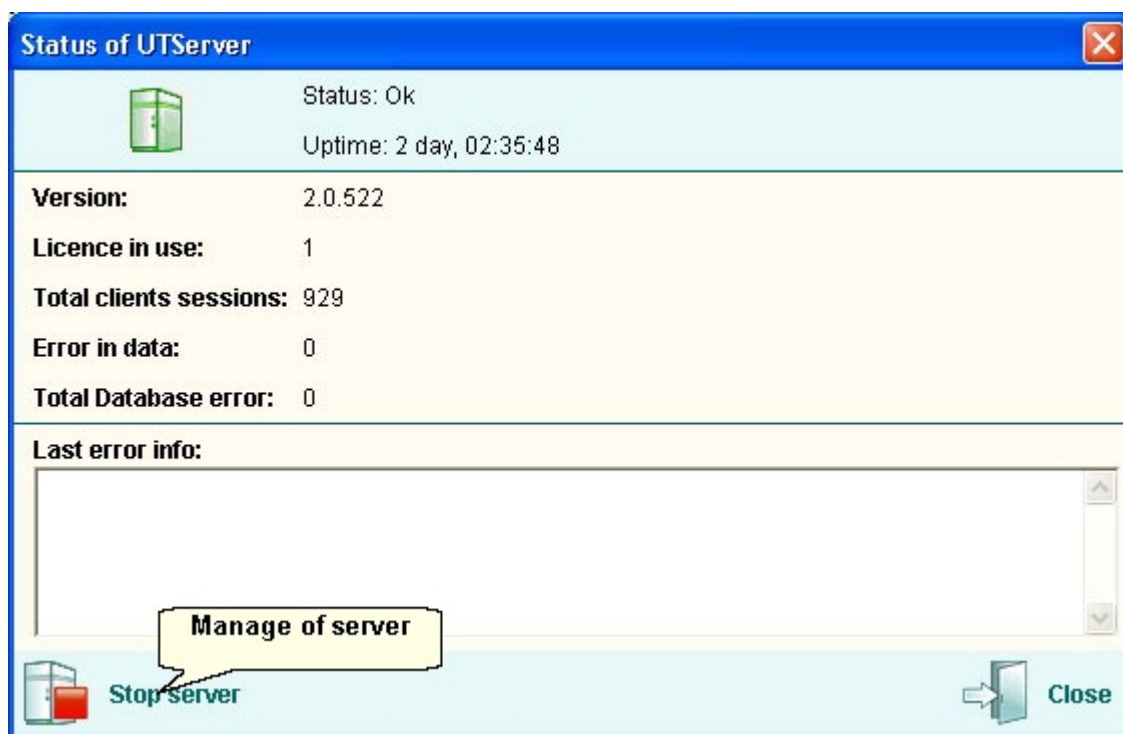 Status of UTServer
Status: Ok
Uptime: 2 day, 02:35:48
Version: 2.0.522
Licence in use: 1
Total clients sessions: 929
Error in data: 0
Total Database error: 0
Last error info:
Manage of server
Stop server
Close